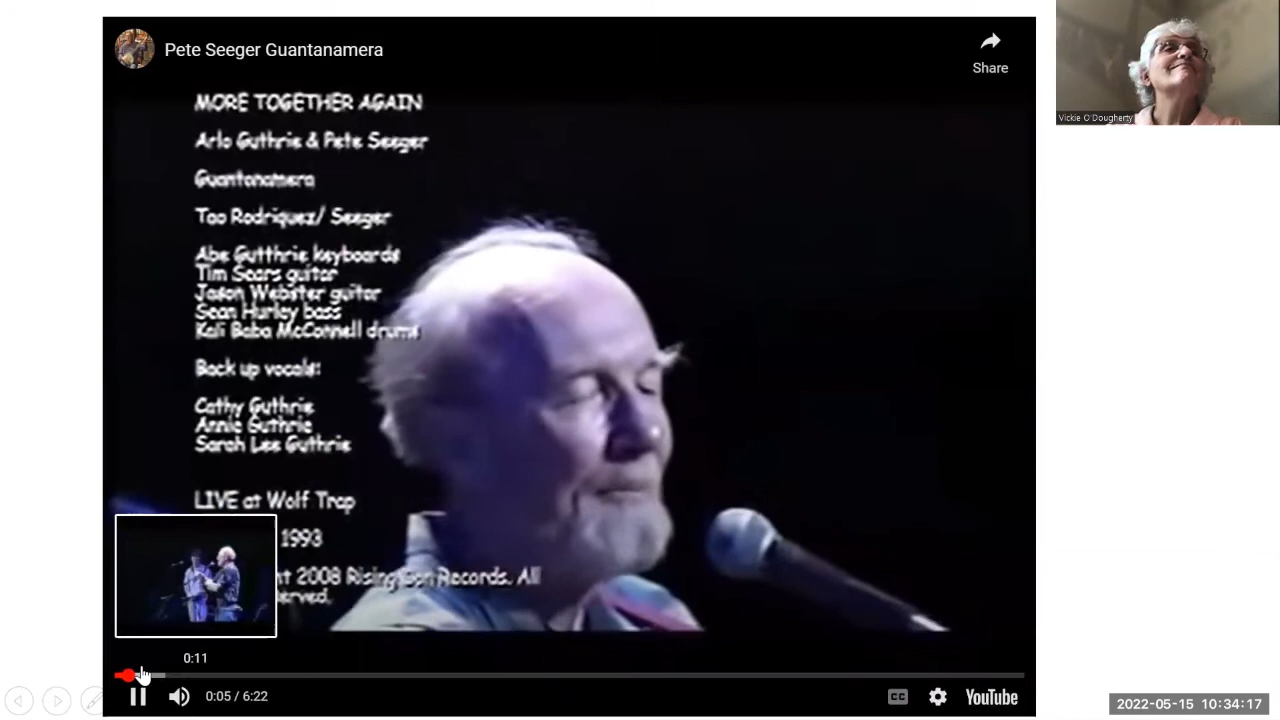 Pete Seeger Guantanamera
Share
MORE TOGETHER AGAIN
Arlo Guthrie & Pete Seeger
Guantanamera
Tao Rodriquez/ Seeger
Abe Gutthrie keyboards
Tim Sears guitar
Jason Webster guitar
Sean Hurley bass
Kali Baba McConnell drums
Back up vocals:
Cathy Guthrie
Annie Guthrie
Sarah Lee Guthrie
LIVE at Wolf Trap
1993
2008 Rising Son Records. All
0:11
0:05 / 6:22
CC
YouTube
Vickie O'Dougherty
2022-05-15 10:34:17